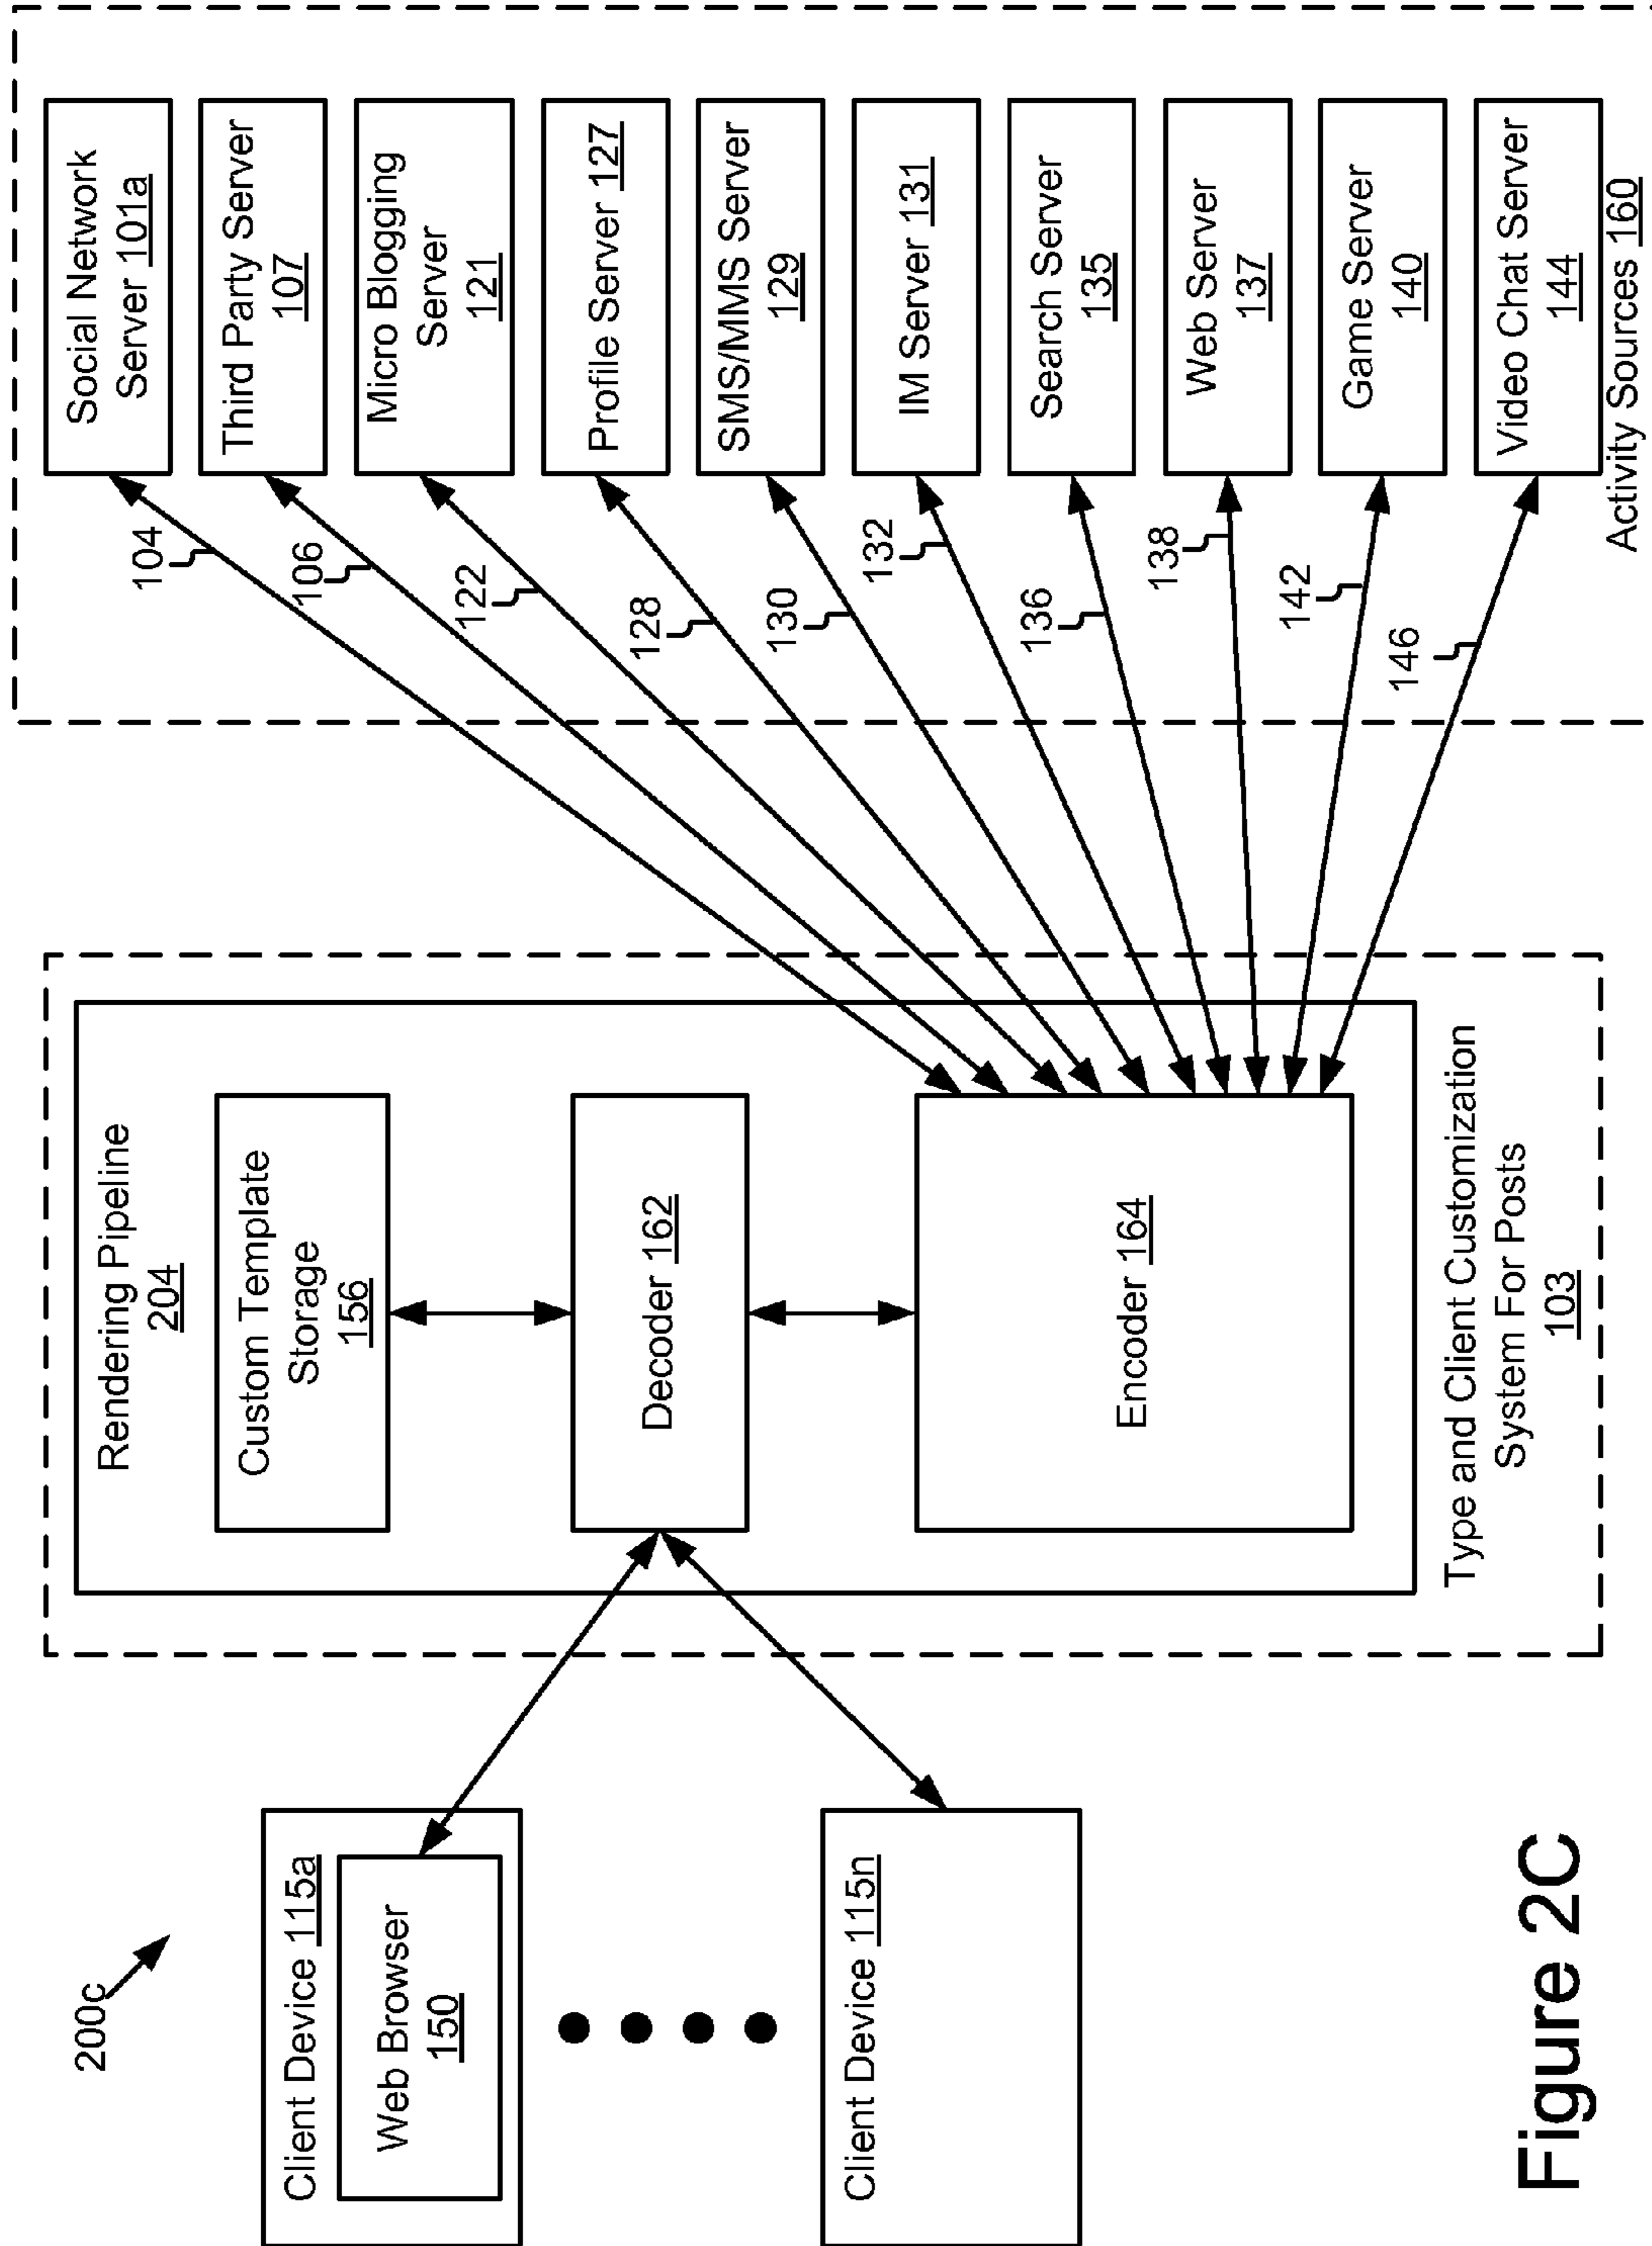 200c
Client Device 115a
Web Browser
150
Client Device 115n
Rendering Pipeline
204
Custom Template
Storage
156
Decoder 162
Encoder 164
Type and Client Customization
System For Posts
103
104
106
122
128
130
132
136
138
142
146
Social Network
Server 101a
Third Party Server
107
Micro Blogging
Server
121
Profile Server 127
SMS/MMS Server
129
IM Server 131
Search Server
135
Web Server
137
Game Server
140
Video Chat Server
144
Activity Sources 160
Figure 2C